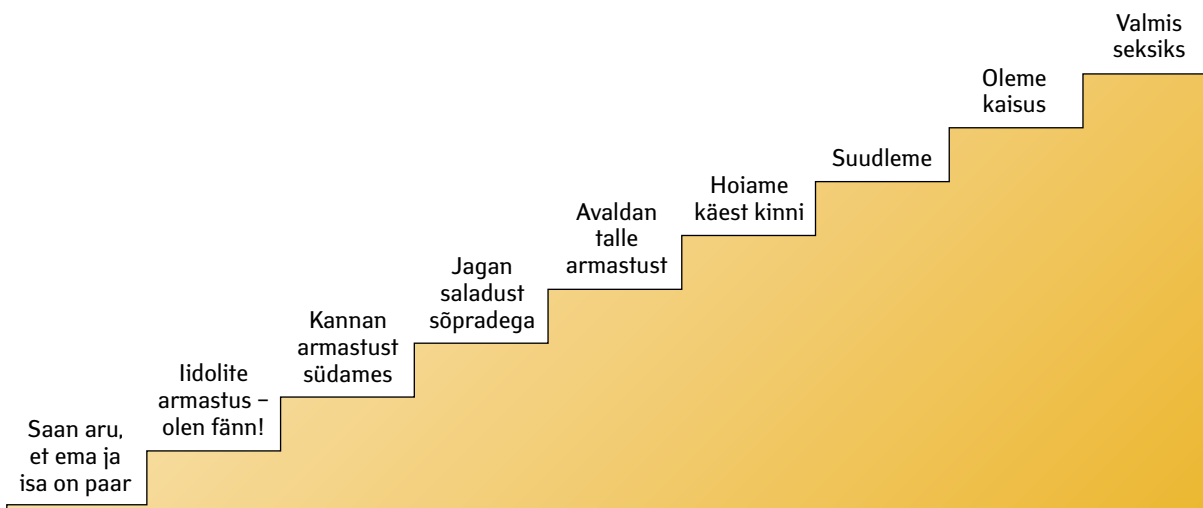 Saan aru,
et ema ja
isa on paar
Iidolite
armastus –
olen fänn!
Kannan
armastust
südames
Jagan
saladust
sõpradega
Avaldan
talle
armastust
Hoiame
käest kinni
Suudleme
Oleme
kaisus
Valmis
seksiks